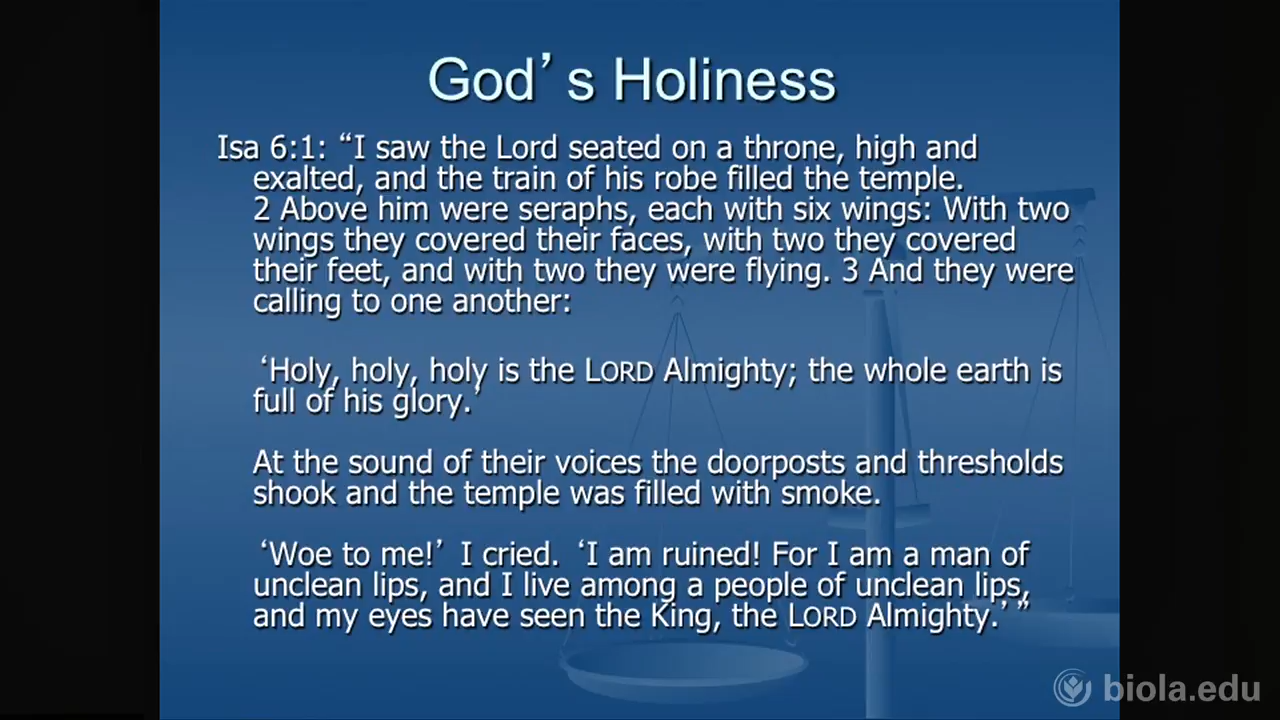 God’s Holiness
Isa 6:1: “I saw the Lord seated on a throne, high and
exalted, and the train of his robe filled the temple.
2 Above him were seraphs, each with six wings: With two
wings they covered their faces, with two they covered
their feet, and with two they were flying. 3 And they were
calling to one another:
‘Holy, holy, holy is the LORD Almighty; the whole earth is
full of his glory.’
At the sound of their voices the doorposts and thresholds
shook and the temple was filled with smoke.
‘Woe to me!’ I cried. ‘I am ruined! For I am a man of
unclean lips, and I live among a people of unclean lips,
and my eyes have seen the King, the LORD Almighty.’”
biola.edu